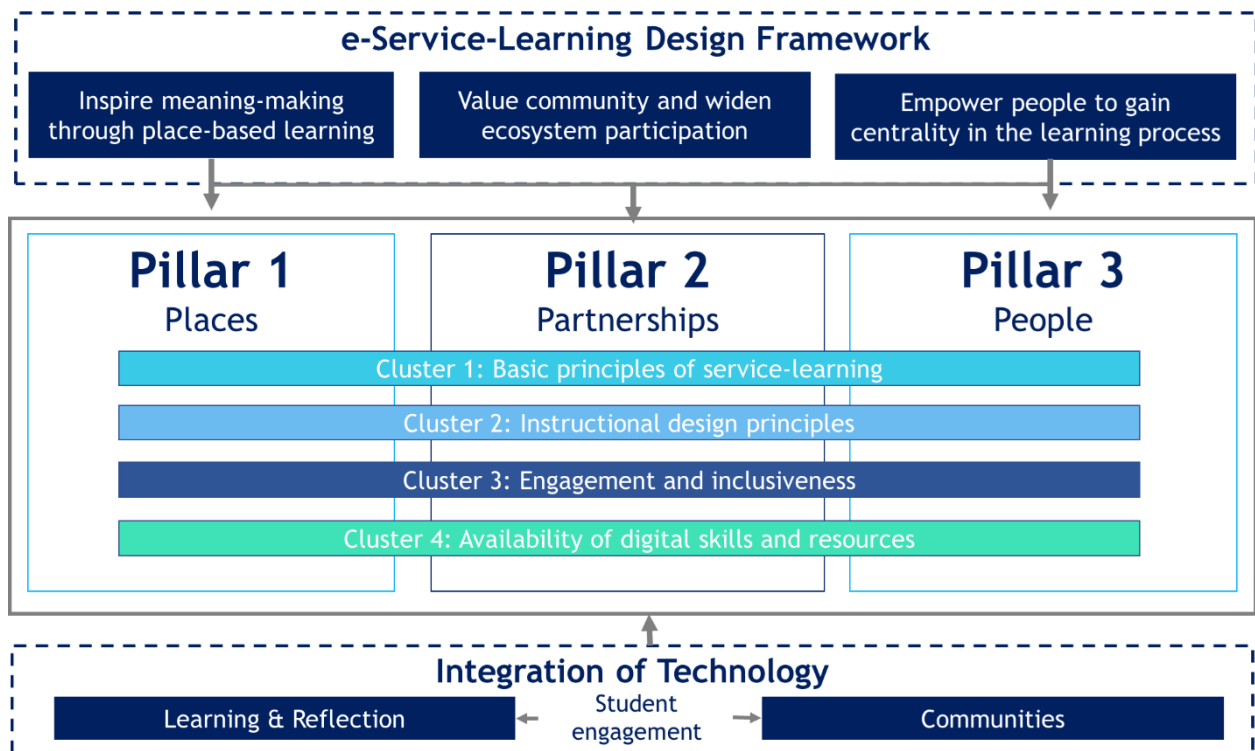 e-Service-Learning Design Framework
Inspire meaning-making
through place-based learning
Value community and widen
ecosystem participation
Empower people to gain
centrality in the learning process
Pillar 1
Places
Pillar 2
Partnerships
Pillar 3
People
Cluster 1: Basic principles of service-learning
Cluster 2: Instructional design principles
Cluster 3: Engagement and inclusiveness
Cluster 4: Availability of digital skills and resources
Integration of Technology
Learning & Reflection
Student
engagement
Communities